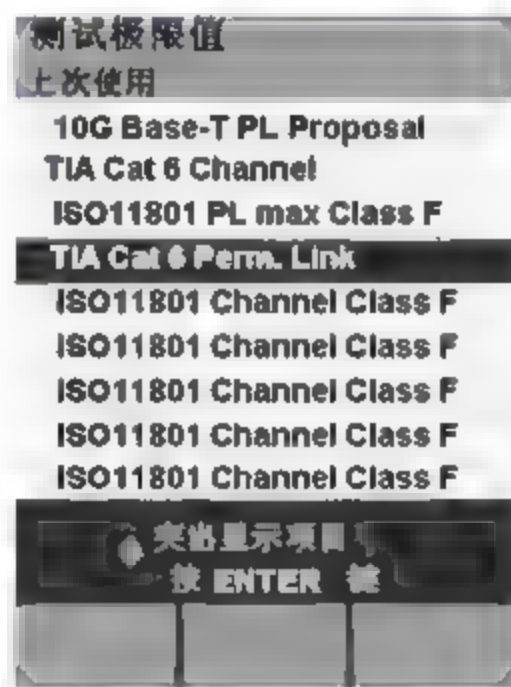 测试极限值
上次使用
10G Base-T PL Proposal
TIA Cat 6 Channel
ISO11801 PL max Class F
TIA Cat 6 Perm. Link
ISO11801 Channel Class F
ISO11801 Channel Class F
ISO11801 Channel Class F
ISO11801 Channel Class F
ISO11801 Channel Class F
突出显示项目
按 ENTER 键